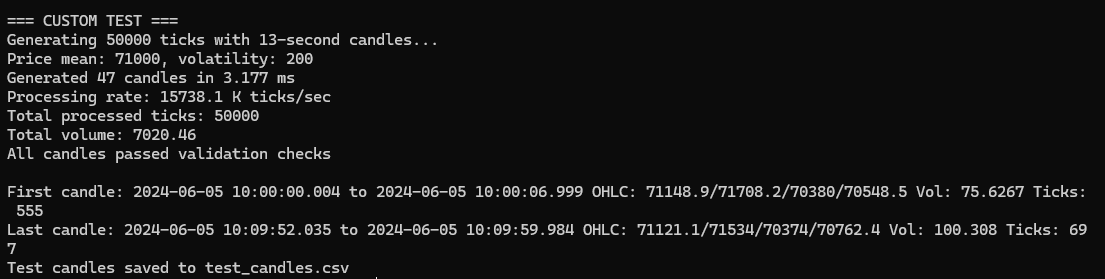 === CUSTOM TEST ===
Generating 50000 ticks with 13-second candles...
Price mean: 71000, volatility: 200
Generated 47 candles in 3.177 ms
Processing rate: 15738.1 K ticks/sec
Total processed ticks: 50000
Total volume: 7020.46
All candles passed validation checks
First candle: 2024-06-05 10:00:00.004 to 2024-06-05 10:00:06.999 OHLC: 71148.9/71708.2/70380/70548.5 Vol: 75.6267 Ticks:
555
Last candle: 2024-06-05 10:09:52.035 to 2024-06-05 10:09:59.984 OHLC: 71121.1/71534/70374/70762.4 Vol: 100.308 Ticks: 69
7
Test candles saved to test_candles.csv